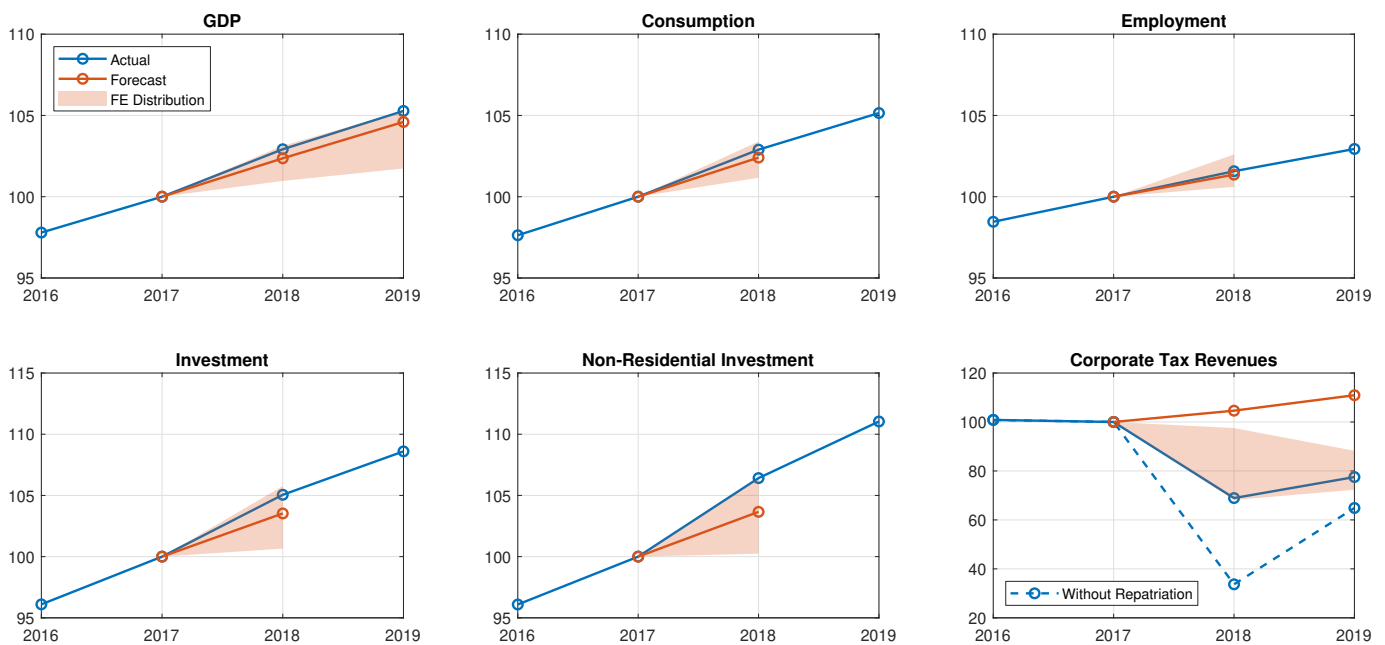 GDP
110
105
100
95
2016 2017 2018 2019
Actual
Forecast
FE Distribution
Consumption
110
105
100
95
2016 2017 2018 2019
Employment
110
105
100
95
2016 2017 2018 2019
Investment
115
110
105
100
95
2016 2017 2018 2019
Non-Residential Investment
115
110
105
100
95
2016 2017 2018 2019
Corporate Tax Revenues
120
100
80
60
40
20
2016 2017 2018 2019
Without Repatriation